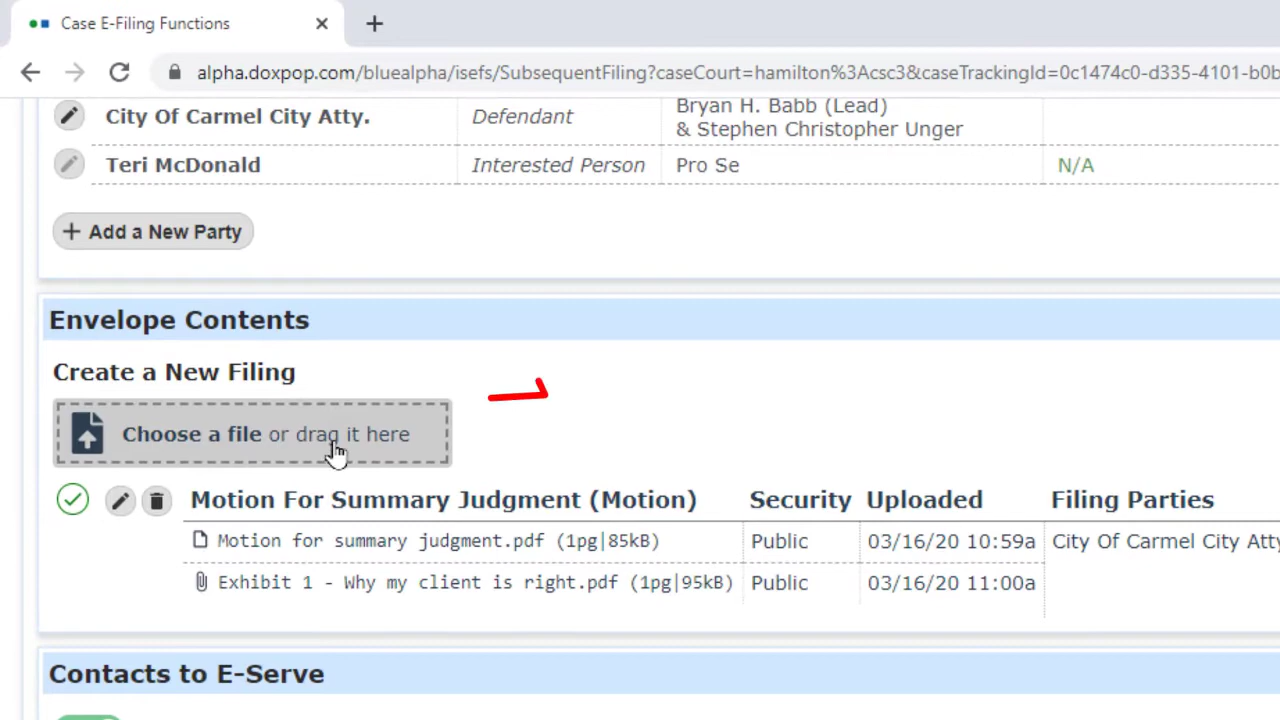 Case E-Filing Functions
alpha.doxpop.com/bluealpha/isefs/SubsequentFiling?caseCourt=hamilton%3Acsc3&caseTrackingId=0c1474c0-d335-4101-b0b
City Of Carmel City Atty. Defendant Bryan H. Babb (Lead)
& Stephen Christopher Unger
Teri McDonald Interested Person Pro Se N/A
+ Add a New Party
Envelope Contents
Create a New Filing
Choose a file or drag it here
Motion For Summary Judgment (Motion) Security Uploaded Filing Parties
Motion for summary judgment.pdf (1pg|85kB) Public 03/16/20 10:59a City Of Carmel City Atty
Exhibit 1 - Why my client is right.pdf (1pg|95kB) Public 03/16/20 11:00a
Contacts to E-Serve